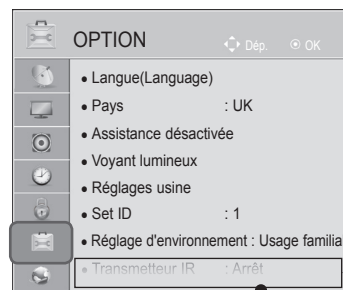 OPTION
Dép. OK
• Langue(Language)
• Pays : UK
• Assistance désactivée
• Voyant lumineux
• Réglages usine
• Set ID : 1
• Réglage d'environnement : Usage familia
• Transmetteur IR : Arrêt